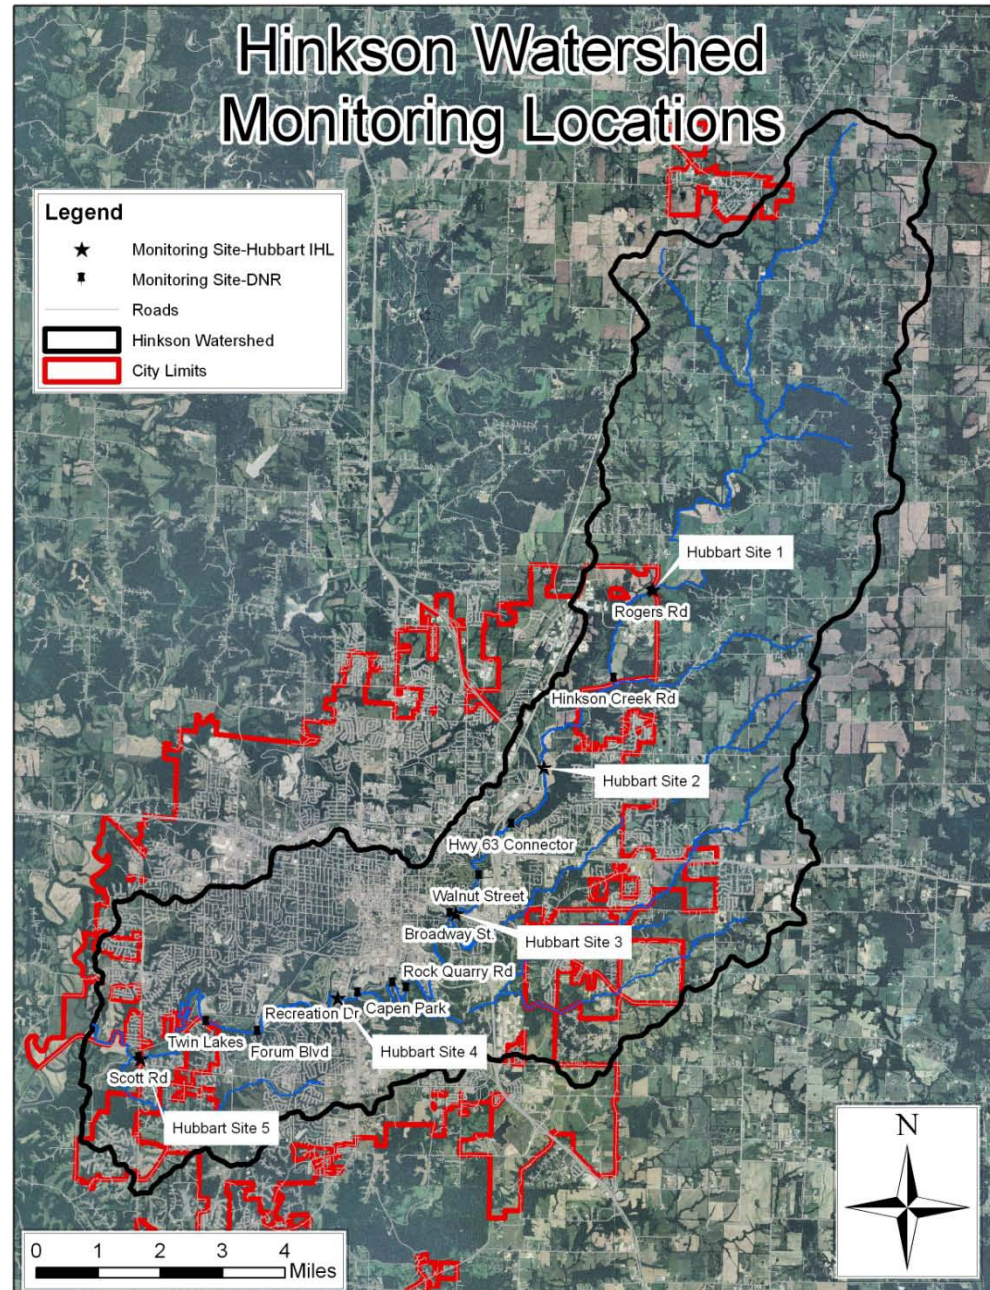 Hinkson Watershed
Monitoring Locations
Legend
Monitoring Site-Hubbart IHL
Monitoring Site-DNR
Roads
Hinkson Watershed
City Limits
Hubbart Site 1
Rogers Rd
Hinkson Creek Rd
Hubbart Site 2
Hwy 63 Connector
Walnut Street
Broadway St.
Hubbart Site 3
Rock Quarry Rd
Capen Park
Recreation Dr
Hubbart Site 4
Twin Lakes
Forum Blvd
Scott Rd
Hubbart Site 5
N
0 1 2 3 4
Miles